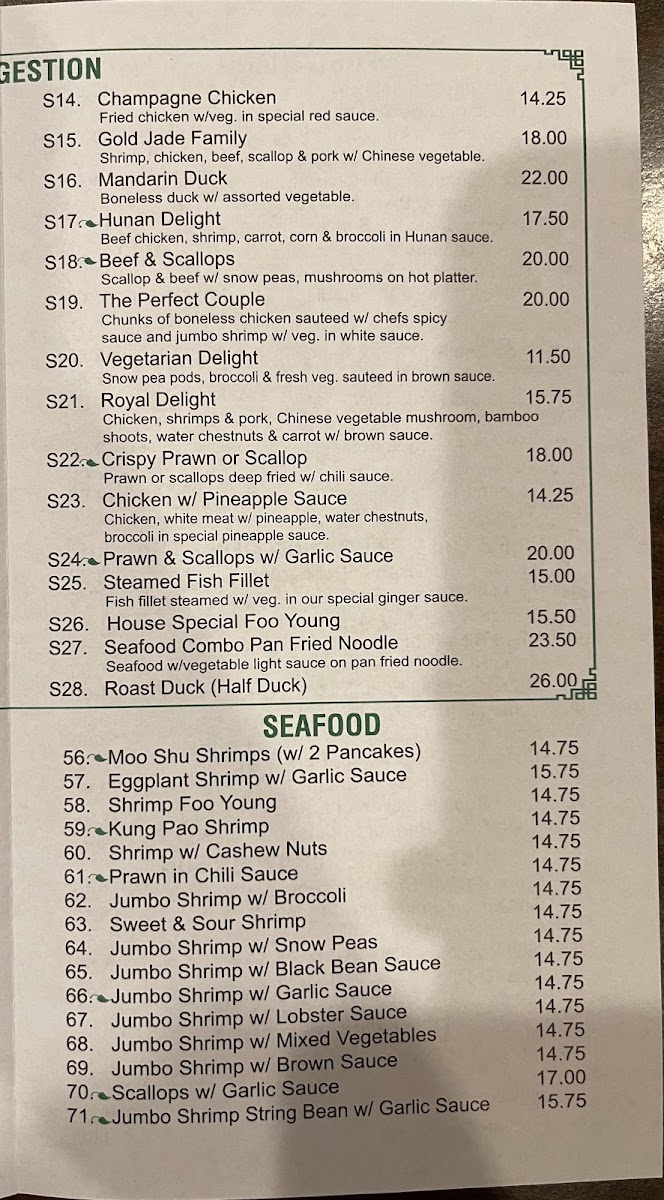 GESTION
S14. Champagne Chicken 14.25
Fried chicken w/veg. in special red sauce.
S15. Gold Jade Family 18.00
Shrimp, chicken, beef, scallop & pork w/ Chinese vegetable.
S16. Mandarin Duck 22.00
Boneless duck w/ assorted vegetable.
S17. Hunan Delight 17.50
Beef chicken, shrimp, carrot, corn & broccoli in Hunan sauce.
S18. Beef & Scallops 20.00
Scallop & beef w/ snow peas, mushrooms on hot platter.
S19. The Perfect Couple 20.00
Chunks of boneless chicken sauteed w/ chefs spicy
sauce and jumbo shrimp w/ veg. in white sauce.
S20. Vegetarian Delight 11.50
Snow pea pods, broccoli & fresh veg. sauteed in brown sauce.
S21. Royal Delight 15.75
Chicken, shrimps & pork, Chinese vegetable mushroom, bamboo
shoots, water chestnuts & carrot w/ brown sauce.
S22. Crispy Prawn or Scallop 18.00
Prawn or scallops deep fried w/ chili sauce.
S23. Chicken w/ Pineapple Sauce 14.25
Chicken, white meat w/ pineapple, water chestnuts,
broccoli in special pineapple sauce.
S24. Prawn & Scallops w/ Garlic Sauce 20.00
S25. Steamed Fish Fillet 15.00
Fish fillet steamed w/ veg. in our special ginger sauce.
S26. House Special Foo Young 15.50
S27. Seafood Combo Pan Fried Noodle 23.50
Seafood w/vegetable light sauce on pan fried noodle.
S28. Roast Duck (Half Duck) 26.00
SEAFOOD
56. Moo Shu Shrimps (w/ 2 Pancakes) 14.75
57. Eggplant Shrimp w/ Garlic Sauce 15.75
58. Shrimp Foo Young 14.75
59. Kung Pao Shrimp 14.75
60. Shrimp w/ Cashew Nuts 14.75
61. Prawn in Chili Sauce 14.75
62. Jumbo Shrimp w/ Broccoli 14.75
63. Sweet & Sour Shrimp 14.75
64. Jumbo Shrimp w/ Snow Peas 14.75
65. Jumbo Shrimp w/ Black Bean Sauce 14.75
66. Jumbo Shrimp w/ Garlic Sauce 14.75
67. Jumbo Shrimp w/ Lobster Sauce 14.75
68. Jumbo Shrimp w/ Mixed Vegetables 14.75
69. Jumbo Shrimp w/ Brown Sauce 14.75
70. Scallops w/ Garlic Sauce 17.00
71. Jumbo Shrimp String Bean w/ Garlic Sauce 15.75